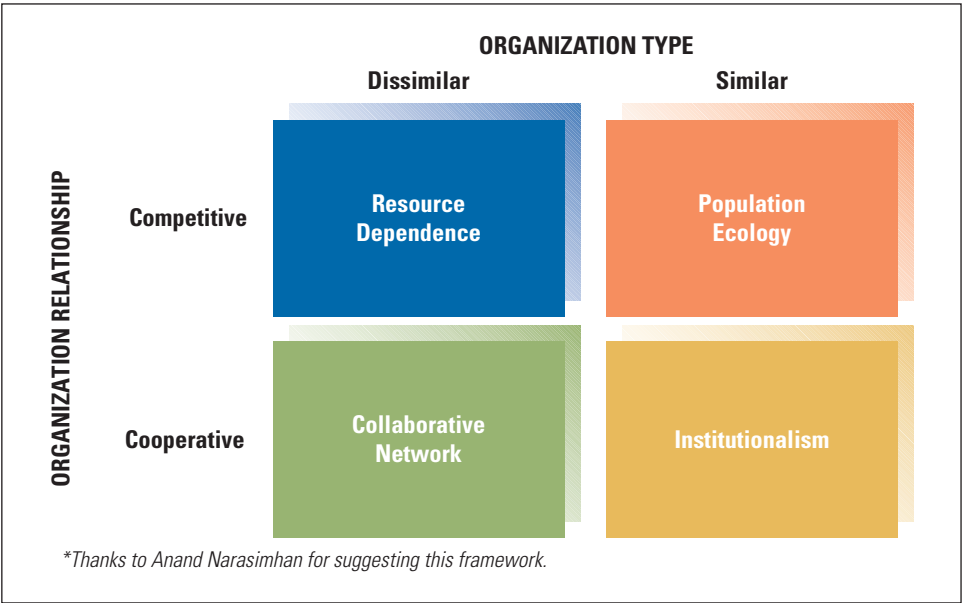 ORGANIZATION TYPE
Dissimilar
Similar
ORGANIZATION RELATIONSHIP
Competitive
Resource
Dependence
Population
Ecology
Cooperative
Collaborative
Network
Institutionalism
*Thanks to Anand Narasimhan for suggesting this framework.